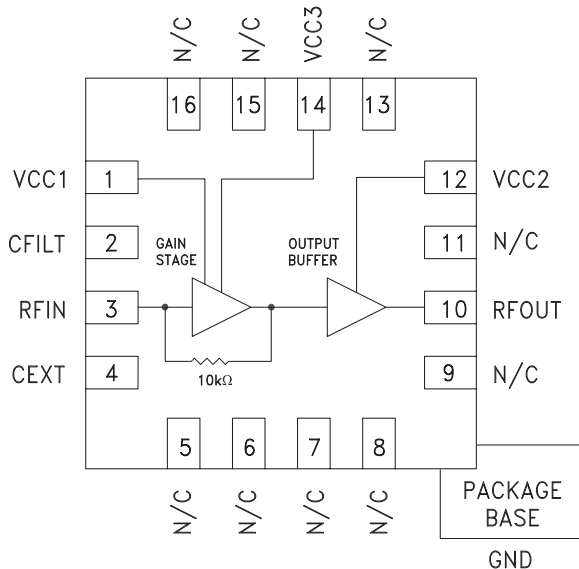 N/C
N/C
VCC3
N/C
16
15
14
13
VCC1
1
12
VCC2
CFILT
2
GAIN
STAGE
OUTPUT
BUFFER
11
N/C
RFIN
3
10
RFOUT
CEXT
4
10kΩ
9
N/C
5
6
7
8
N/C
N/C
N/C
N/C
PACKAGE
BASE
GND